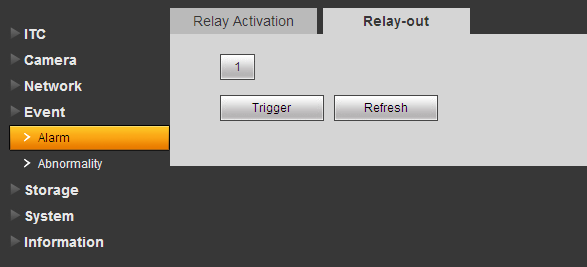 Relay Activation
Relay-out
ITC
Camera
Network
Event
Alarm
Abnormality
Storage
System
Information
1
Trigger
Refresh